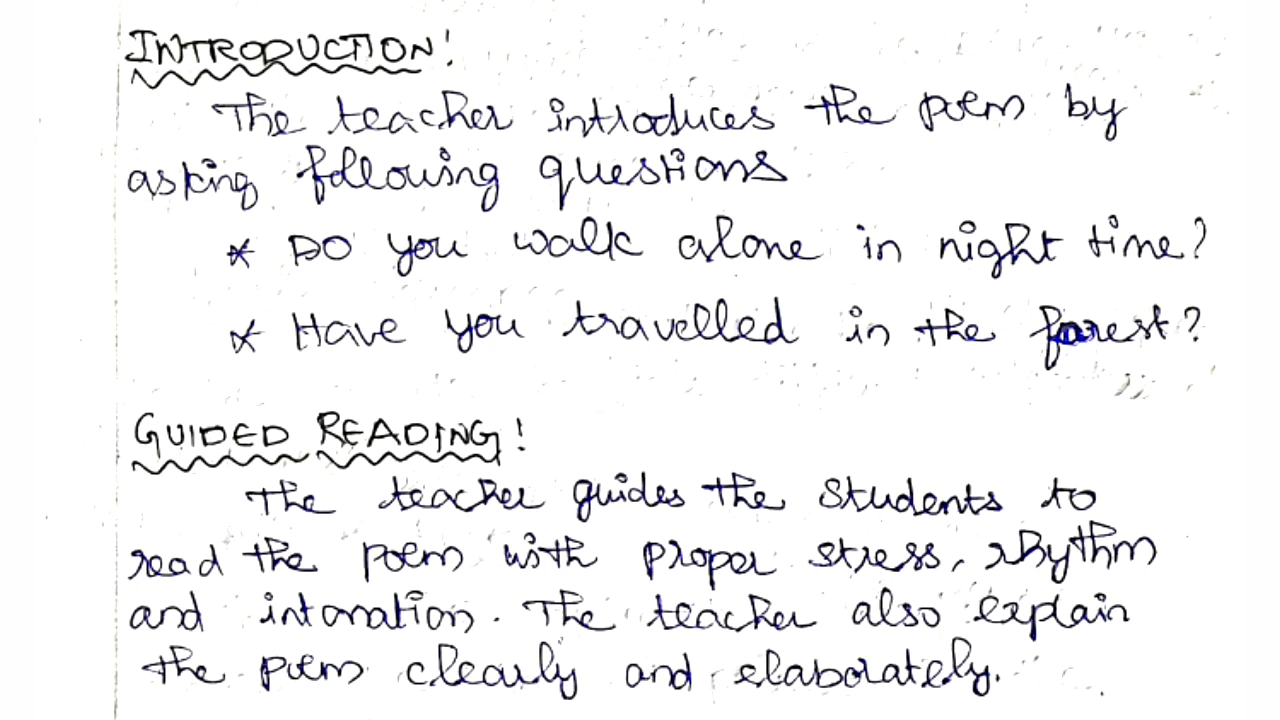 INTRODUCTION!
The teacher introduces the poem by
asking following questions
* DO you walk alone in night time?
* Have you travelled in the forest?
GUIDED READING!
The teacher guides the students to
read the poem with proper stress, rhythm
and intonation. The teacher also explain
the poem clearly and elaborately.